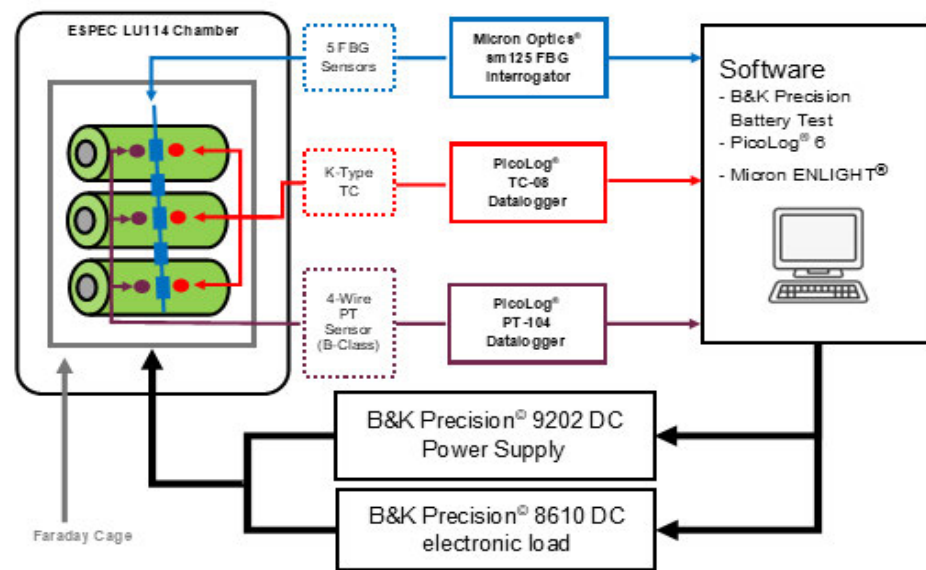 ESPEC LU114 Chamber
5 FBG
Sensors
Micron Optics®
sm125 FBG
Interrogator
Software
- B&K Precision
Battery Test
- PicoLog® 6
- Micron ENLIGHT®
K-Type
TC
PicoLog®
TC-08
Datalogger
4-Wire
PT
Sensor
(B-Class)
PicoLog®
PT-104
Datalogger
B&K Precision© 9202 DC
Power Supply
B&K Precision© 8610 DC
electronic load
Faraday Cage